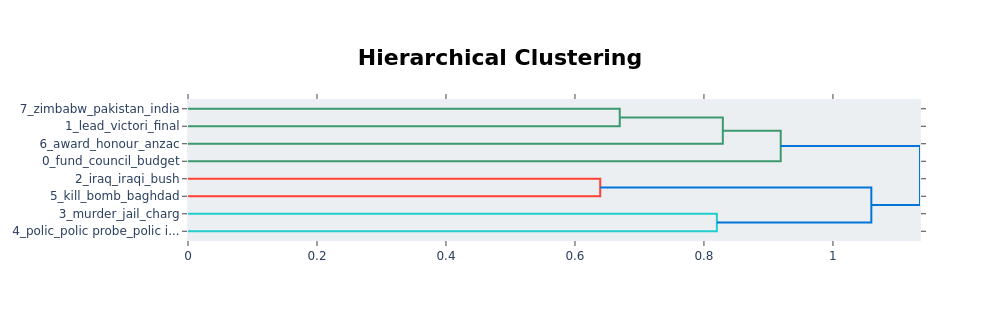 Hierarchical Clustering
7_zimbabw_pakistan_india
1_lead_victori_final
6_award_honour_anzac
0_fund_council_budget
2_iraq_iraqi_bush
5_kill_bomb_baghdad
3_murder_jail_charg
4_polic_polic probe_polic i...
0 0.2 0.4 0.6 0.8 1